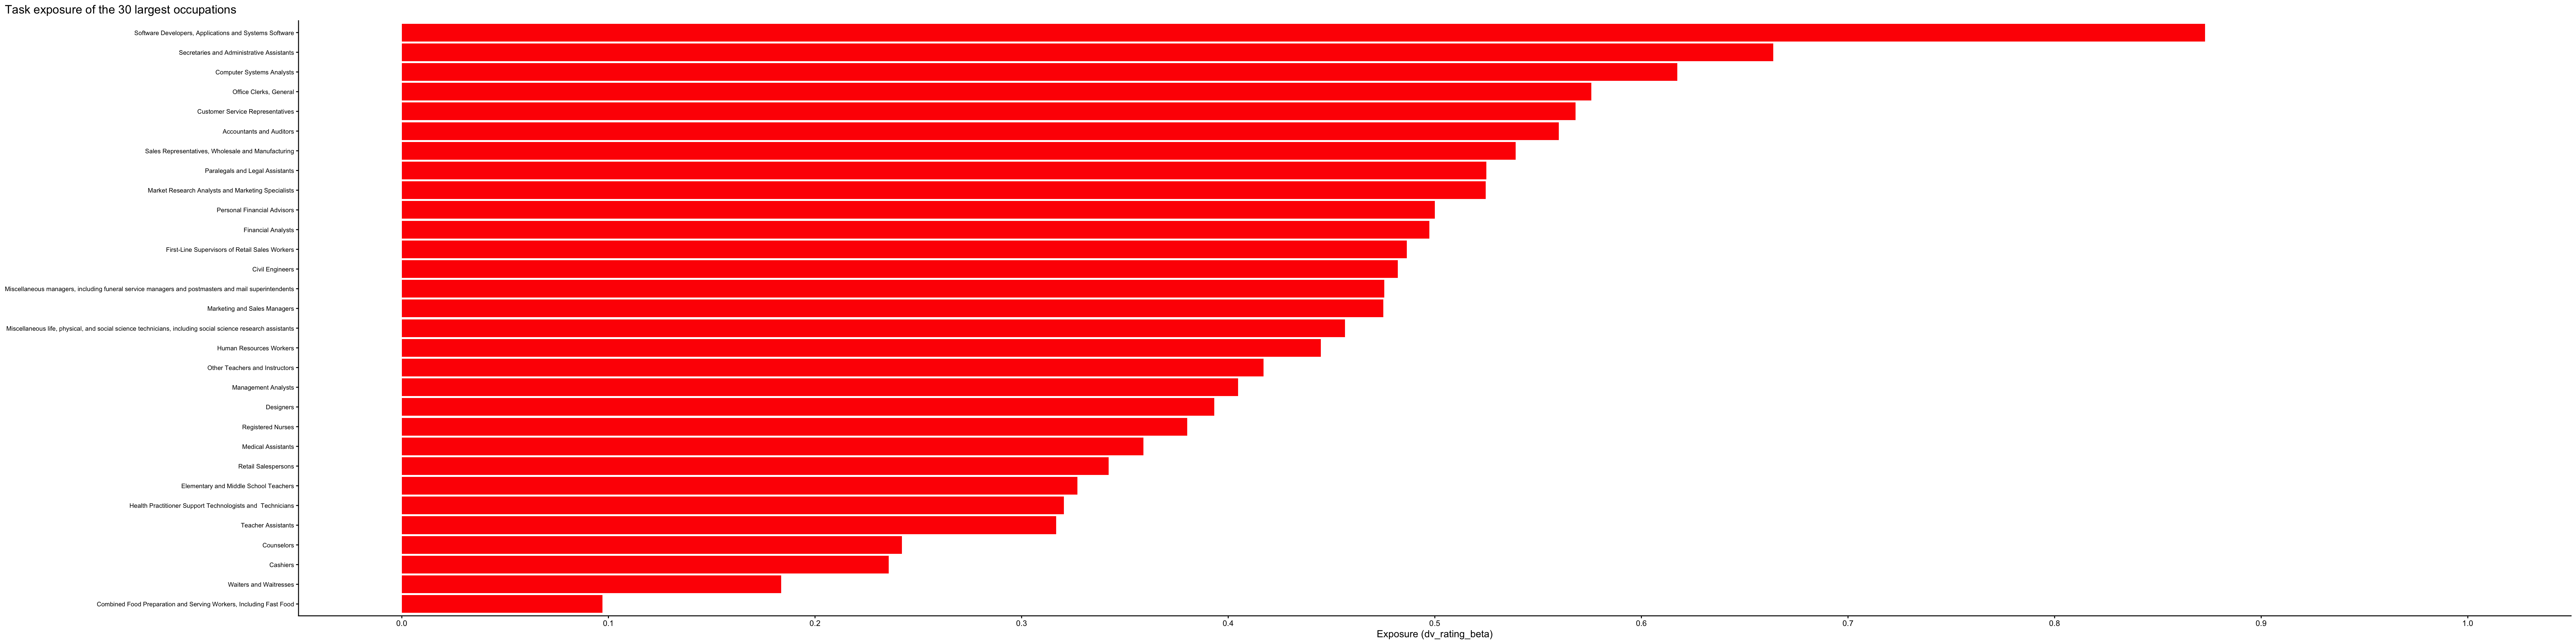 Task exposure of the 30 largest occupations
Software Developers, Applications and Systems Software
Secretaries and Administrative Assistants
Computer Systems Analysts
Office Clerks, General
Customer Service Representatives
Accountants and Auditors
Sales Representatives, Wholesale and Manufacturing
Paralegals and Legal Assistants
Market Research Analysts and Marketing Specialists
Personal Financial Advisors
Financial Analysts
First-Line Supervisors of Retail Sales Workers
Civil Engineers
Miscellaneous managers, including funeral service managers and postmasters and mail superintendents
Marketing and Sales Managers
Miscellaneous life, physical, and social science technicians, including social science research assistants
Human Resources Workers
Other Teachers and Instructors
Management Analysts
Designers
Registered Nurses
Medical Assistants
Retail Salespersons
Elementary and Middle School Teachers
Health Practitioner Support Technologists and  Technicians
Teacher Assistants
Counselors
Cashiers
Waiters and Waitresses
Combined Food Preparation and Serving Workers, Including Fast Food
0.0 0.1 0.2 0.3 0.4 0.5 0.6 0.7 0.8 0.9 1.0
Exposure (dv_rating_beta)